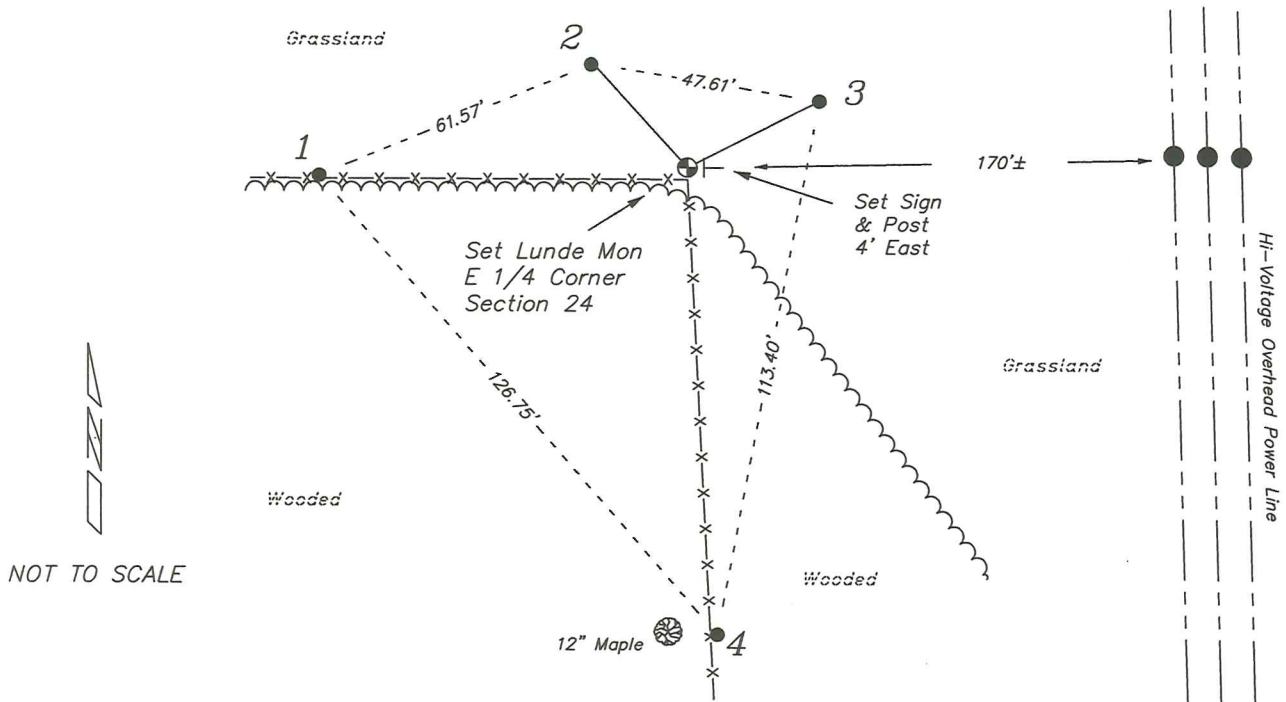 Grassland
2
47.61'
3
61.57'
1
170'±
Set Sign
& Post
4' East
Set Lunde Mon
E 1/4 Corner
Section 24
Hi-Voltage Overhead Power Line
Grassland
113.40'
126.75'
N
Wooded
NOT TO SCALE
Wooded
12" Maple
4